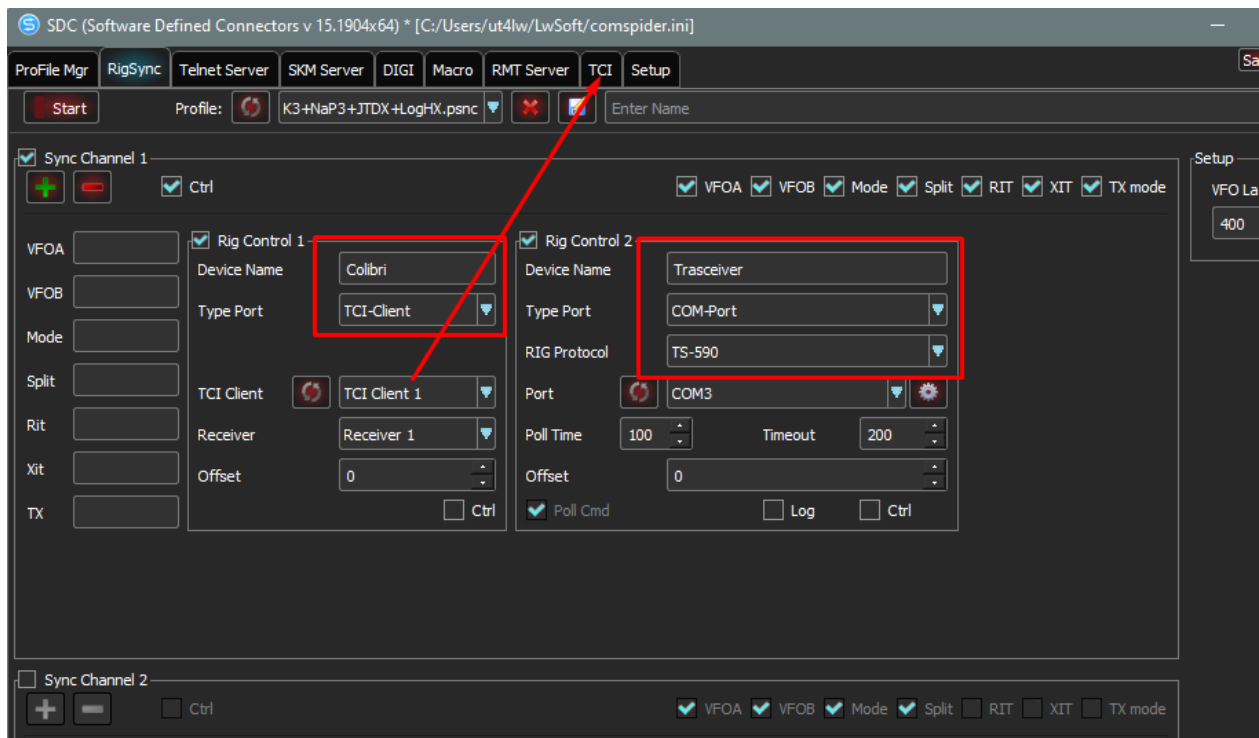 SDC (Software Defined Connectors v 15.1904x64) * [C:/Users/ut4lw/LwSoft/comspider.ini]
ProFile Mgr RigSync Telnet Server SKM Server DIGI Macro RMT Server TCI Setup
Start Profile: K3+NaP3+JTDX+LogHX.psnc Enter Name
Sync Channel 1 Setup
Ctrl VFOA VFOB Mode Split RIT XIT TX mode
400
VFOA Rig Control 1 Rig Control 2
Device Name Colibri Device Name Trasceiver
VFOB Type Port TCI-Client Type Port COM-Port
Mode RIG Protocol TS-590
Split TCI Client TCI Client 1 Port COM3
Rit Receiver Receiver 1 Poll Time 100 Timeout 200
Xit Offset 0 Offset 0
TX Ctrl Poll Cmd Log Ctrl
Sync Channel 2
Ctrl VFOA VFOB Mode Split RIT XIT TX mode